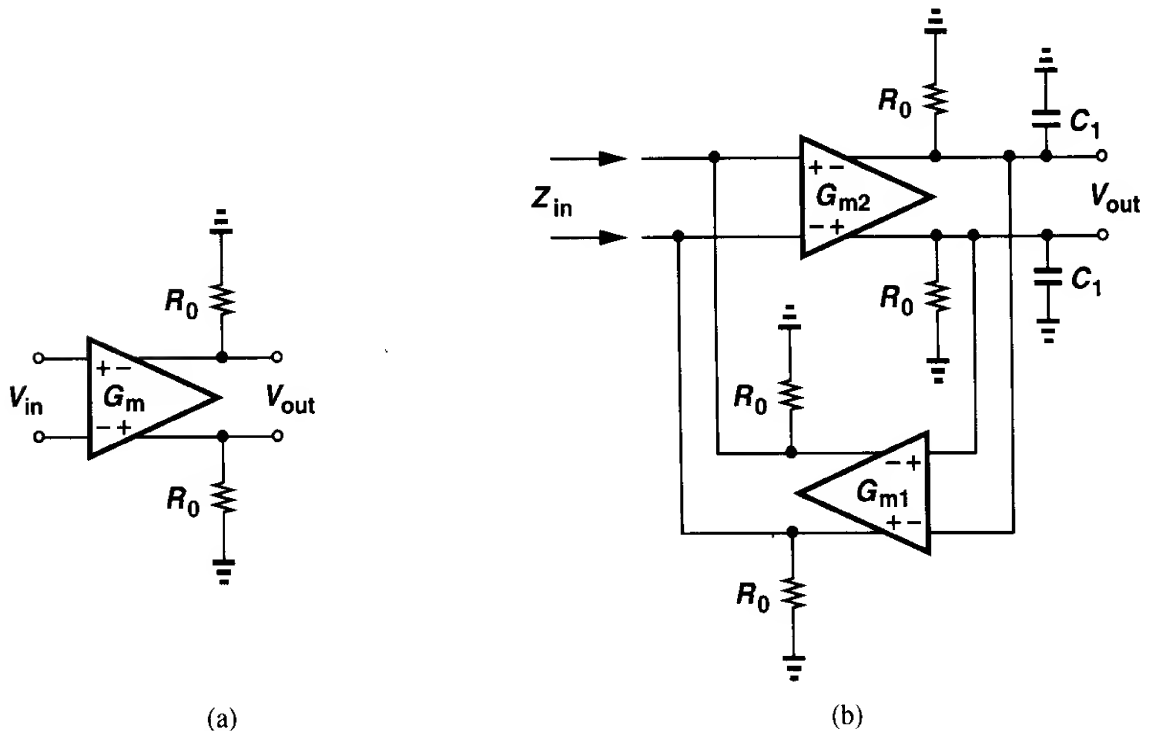 R0
+ −
Vin
Gm
Vout
− +
R0
(a)
R0
C1
+ −
Zin
Gm2
Vout
− +
R0
C1
R0
− +
Gm1
+ −
R0
(b)